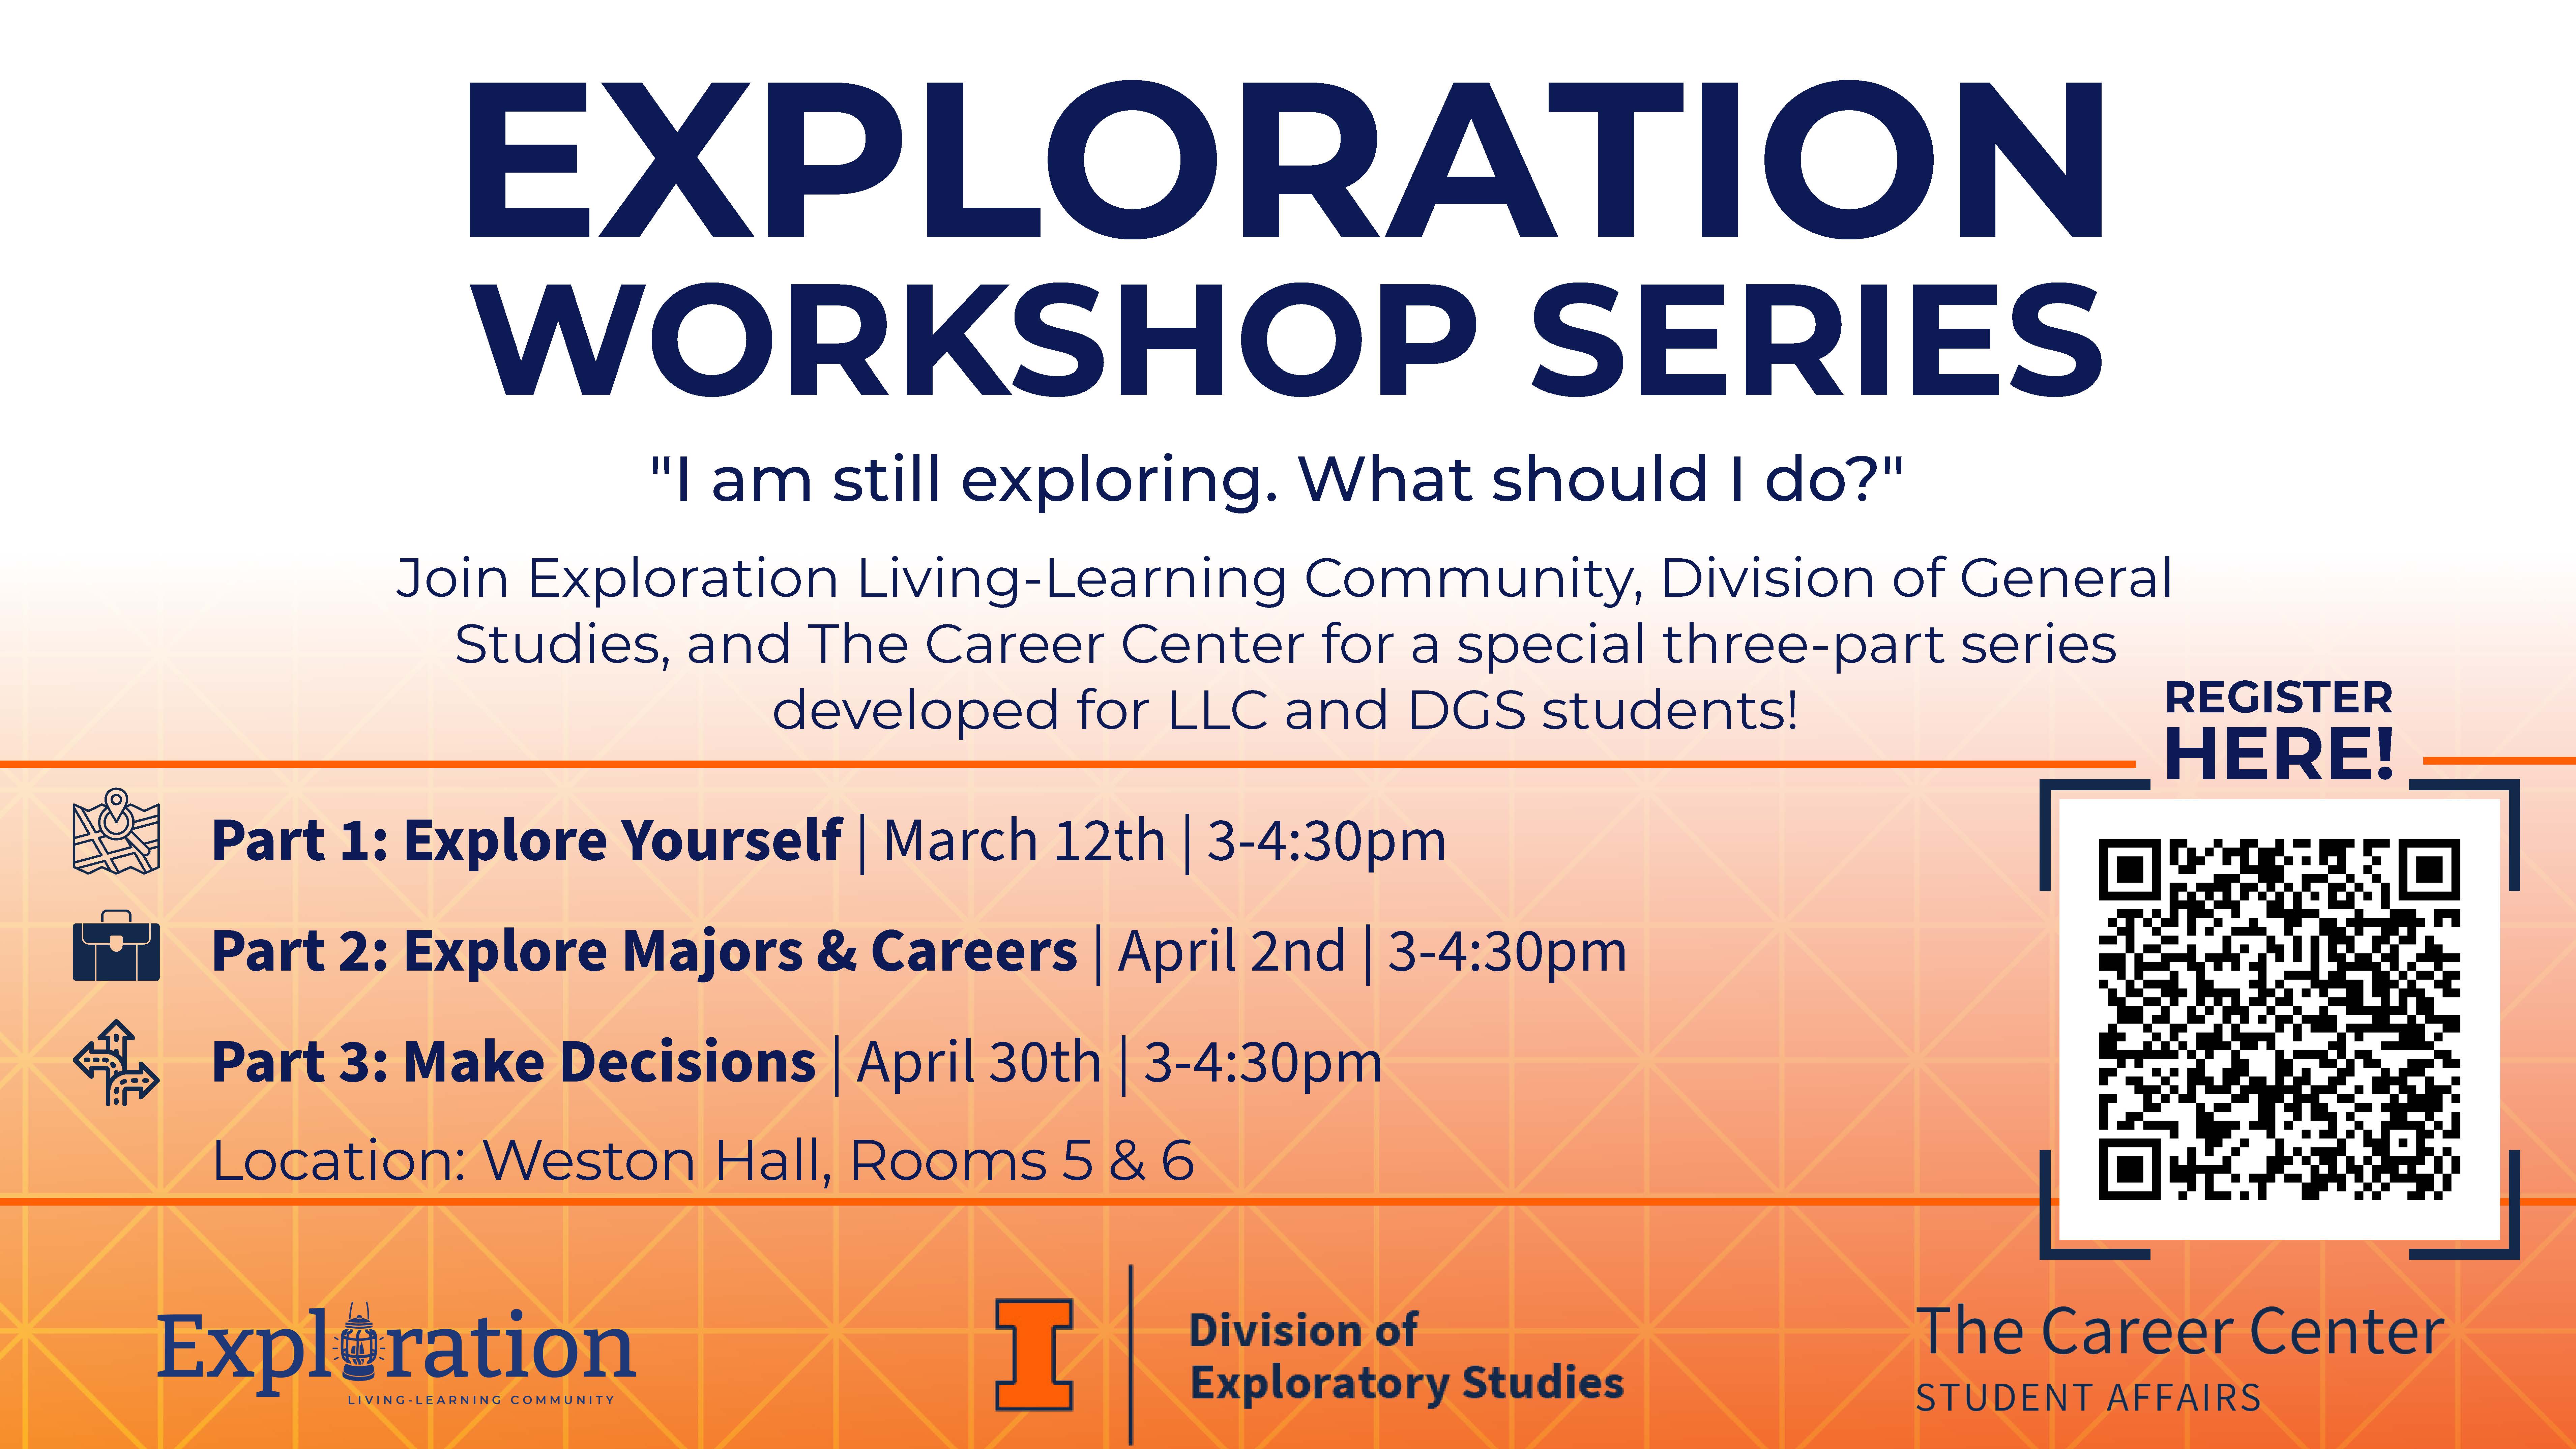 EXPLORATION
WORKSHOP SERIES
"I am still exploring. What should I do?"
Join Exploration Living-Learning Community, Division of General
Studies, and The Career Center for a special three-part series
developed for LLC and DGS students!
REGISTER
HERE!
Part 1: Explore Yourself | March 12th | 3-4:30pm
Part 2: Explore Majors & Careers | April 2nd | 3-4:30pm
Part 3: Make Decisions | April 30th | 3-4:30pm
Location: Weston Hall, Rooms 5 & 6
Exploration
LIVING-LEARNING COMMUNITY
I
Division of
Exploratory Studies
The Career Center
STUDENT AFFAIRS